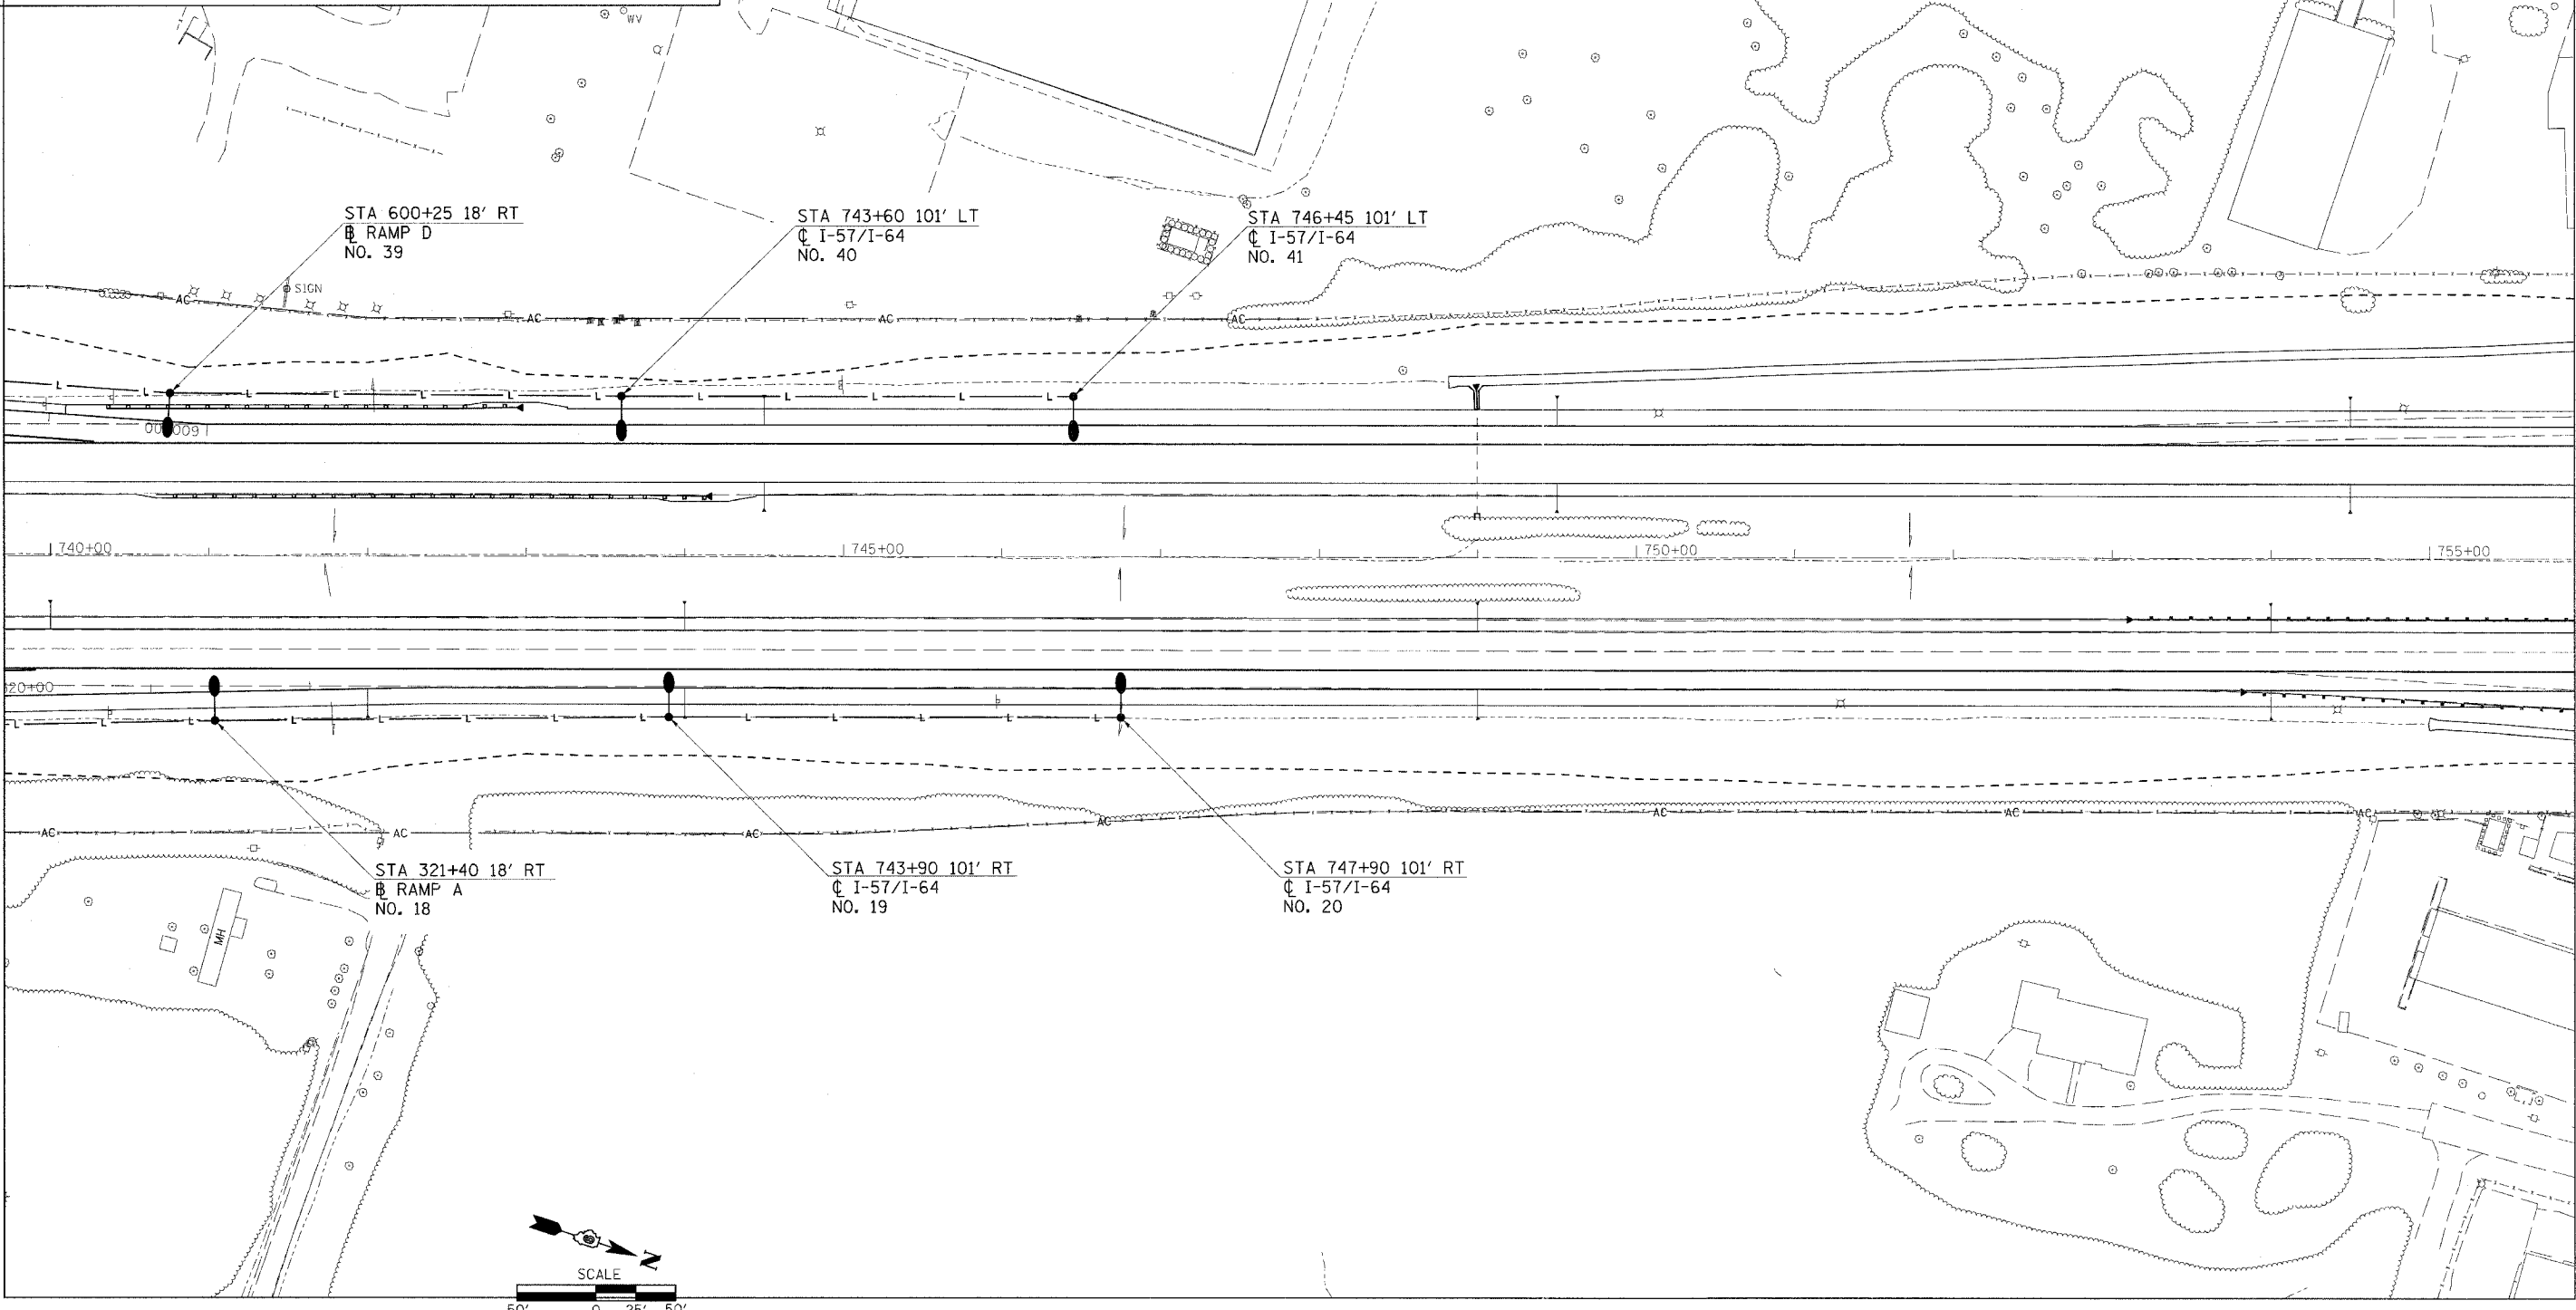 WV
STA 600+25 18' RT
℄ RAMP D
NO. 39
STA 743+60 101' LT
℄ I-57/I-64
NO. 40
STA 746+45 101' LT
℄ I-57/I-64
NO. 41
SIGN
AC
AC
AC
AC
L L L L L L L L L L L L
740+00
745+00
750+00
755+00
20+00
L L L L L L L L L L L L L
AC
AC
AC
AC
AC
AC
AC
STA 321+40 18' RT
RAMP A
NO. 18
STA 743+90 101' RT
℄ I-57/I-64
NO. 19
STA 747+90 101' RT
℄ I-57/I-64
NO. 20
MH
N
SCALE
50' 0 25' 50'